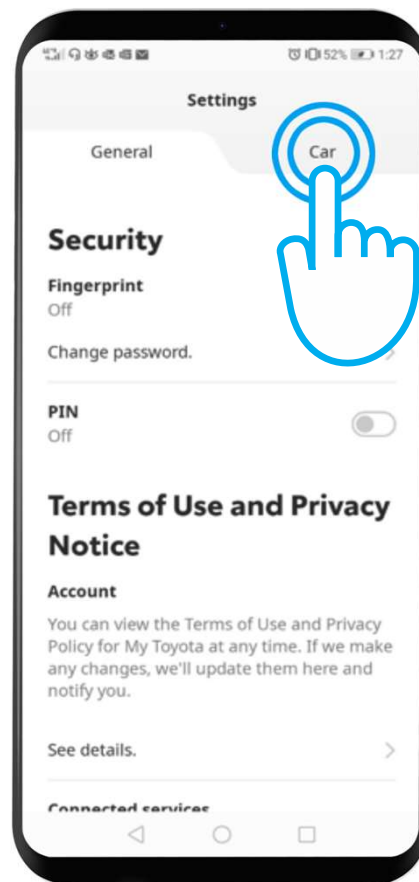 52% 1:27
Settings
General
Car
Security
Fingerprint
Off
Change password.
PIN
Off
Terms of Use and Privacy
Notice
Account
You can view the Terms of Use and Privacy
Policy for My Toyota at any time. If we make
any changes, we'll update them here and
notify you.
See details.
Connected services